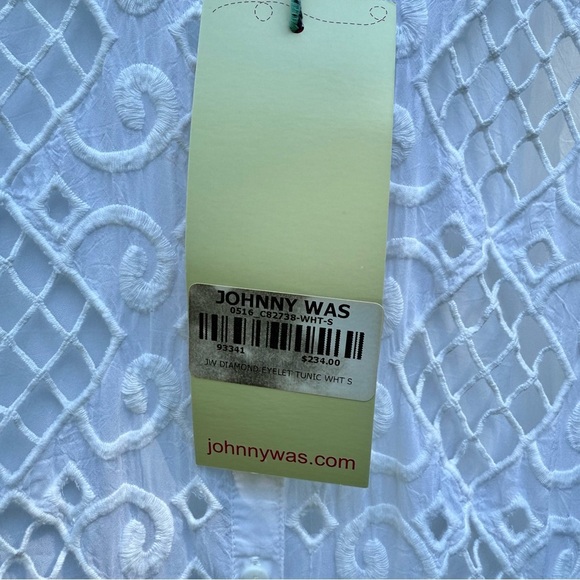 JOHNNY WAS
0516_C82738-WHT-S
93341 $234.00
JW DIAMOND EYELET TUNIC WHT S
johnnywas.com